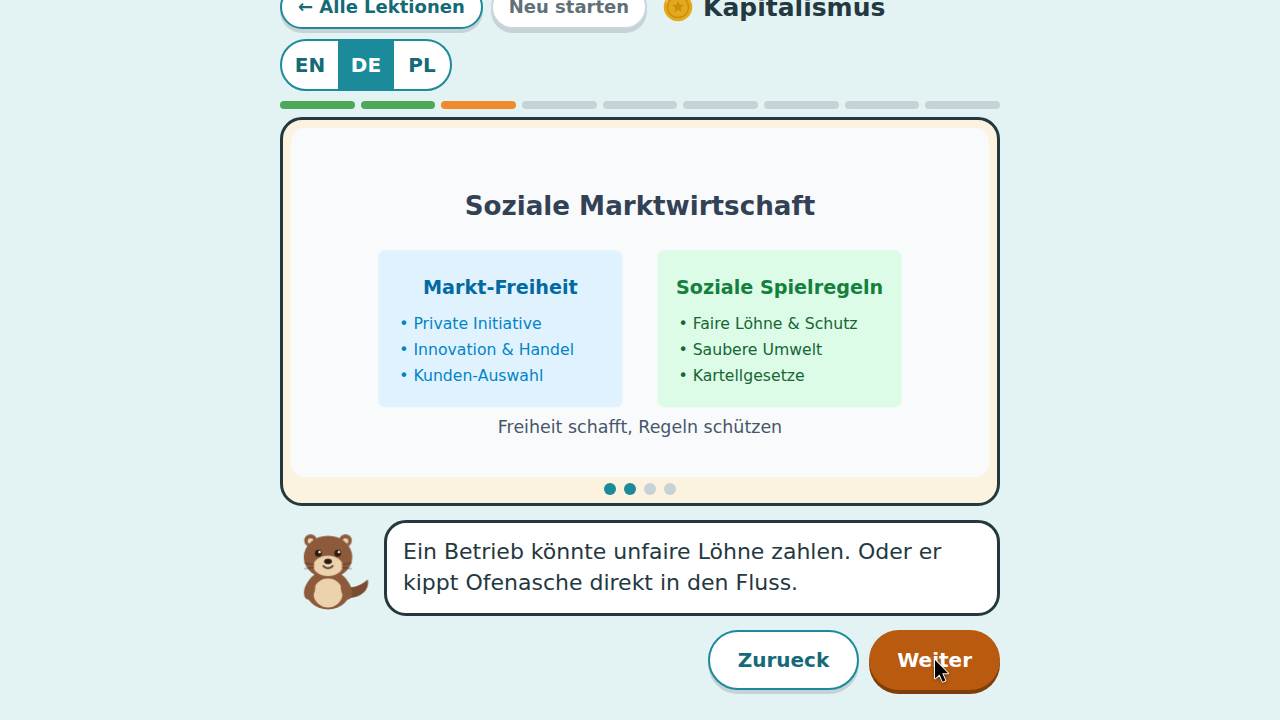 ← Alle Lektionen
Neu starten
Kapitalismus
EN DE PL
Soziale Marktwirtschaft
Markt-Freiheit
• Private Initiative
• Innovation & Handel
• Kunden-Auswahl
Soziale Spielregeln
• Faire Löhne & Schutz
• Saubere Umwelt
• Kartellgesetze
Freiheit schafft, Regeln schützen
Ein Betrieb könnte unfaire Löhne zahlen. Oder er
kippt Ofenasche direkt in den Fluss.
Zurueck
Weiter